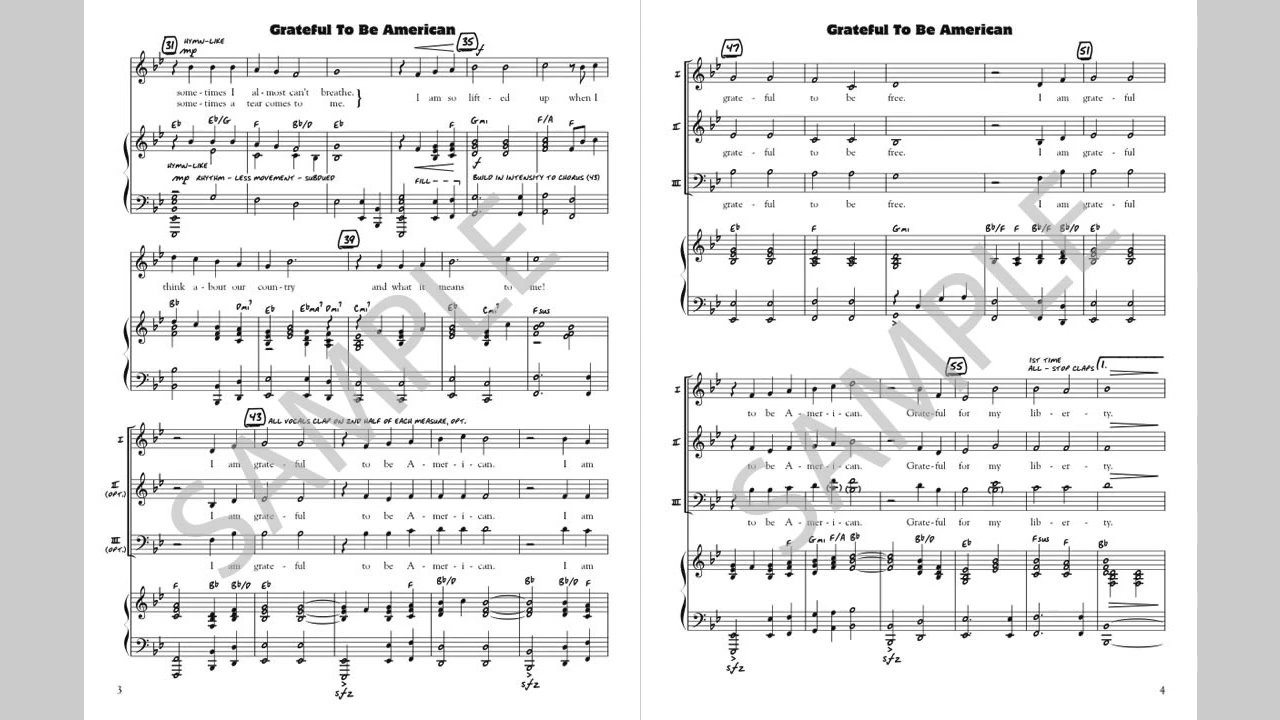 Grateful To Be American
31 HYMN-LIKE mp 35 f
some-times I al-most can't breathe. I am so lift-ed up when I
some-times a tear comes to me.
Eb Eb/G F Bb/D Eb F Gmi F/A F
HYMN-LIKE
mp RHYTHM - LESS MOVEMENT - SUBDUED FILL f BUILD IN INTENSITY TO CHORUS (43)
39
think a-bout our coun-try and what it means to me!
Bb Dmi7 Eb Ebma7 Dmi7 Cmi7 Eb Cmi7 Fsus
43 ALL VOCALS CLAP ON 2ND HALF OF EACH MEASURE, OPT.
I
I am grate-ful to be A-mer-i-can. I am
II (OPT.)
I am grate-ful to be A-mer-i-can. I am
III (OPT.)
I am grate-ful to be A-mer-i-can. I am
F Bb Bb/D Eb F Bb/D Bb Bb/D F
sfz sfz
3
Grateful To Be American
47 51
I
grate-ful to be free. I am grate-ful
II
grate-ful to be free. I am grate-ful
III
grate-ful to be free. I am grate-ful
Eb F Gmi Bb/F F Bb/F Bb/D Eb
55 1ST TIME ALL - STOP CLAPS 1.
I
to be A-mer-i-can. Grate-ful for my lib-er-ty.
II
to be A-mer-i-can. Grate-ful for my lib-er-ty.
III
to be A-mer-i-can. Grate-ful for my lib-er-ty.
F Gmi F/A Bb Bb/D Eb Fsus F Bb
sfz sfz
4
SAMPLE
SAMPLE